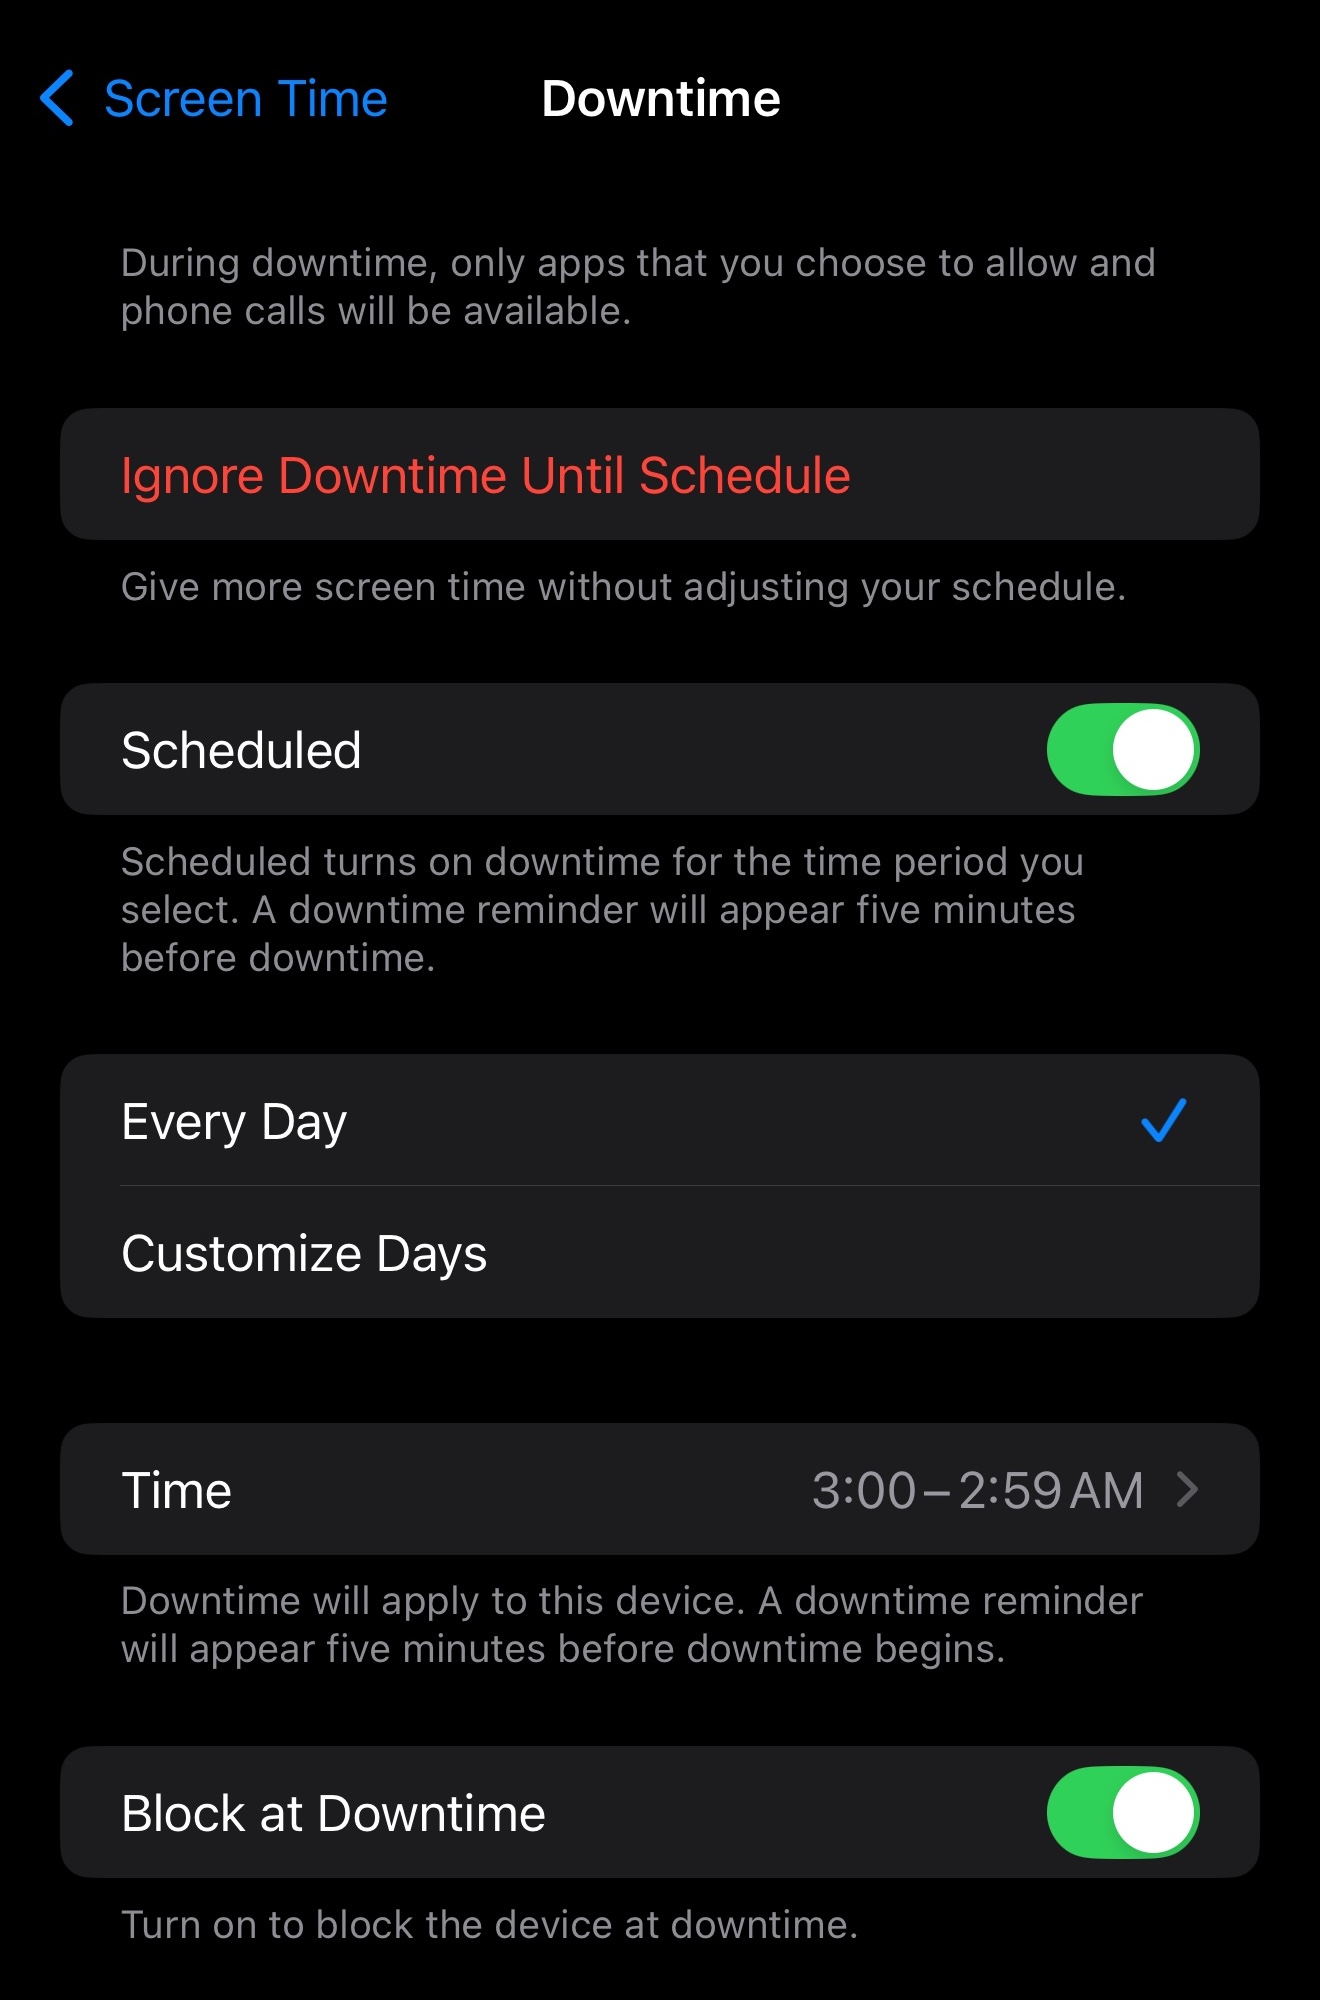 Screen Time
Downtime
During downtime, only apps that you choose to allow and
phone calls will be available.
Ignore Downtime Until Schedule
Give more screen time without adjusting your schedule.
Scheduled
Scheduled turns on downtime for the time period you
select. A downtime reminder will appear five minutes
before downtime.
Every Day
Customize Days
Time 3:00 – 2:59 AM
Downtime will apply to this device. A downtime reminder
will appear five minutes before downtime begins.
Block at Downtime
Turn on to block the device at downtime.